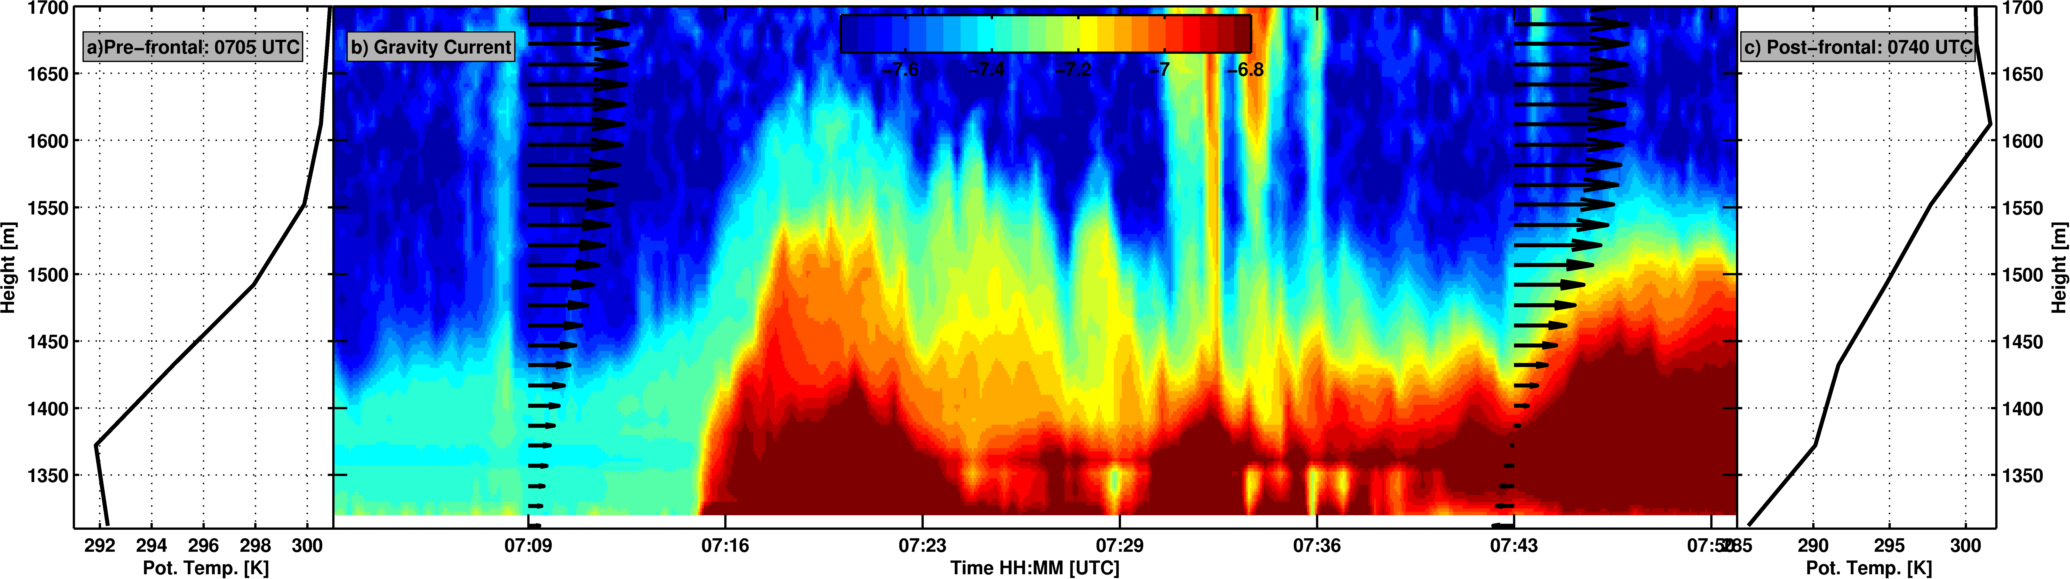 a)Pre−frontal: 0705 UTC
b) Gravity Current
c) Post−frontal: 0740 UTC
−7.6 −7.4 −7.2 −7 −6.8
1700
1650
1600
1550
1500
1450
1400
1350
Height [m]
292 294 296 298 300
Pot. Temp. [K]
07:09 07:16 07:23 07:29 07:36 07:43
Time HH:MM [UTC]
1700
1650
1600
1550
1500
1450
1400
1350
Height [m]
290 295 300
Pot. Temp. [K]